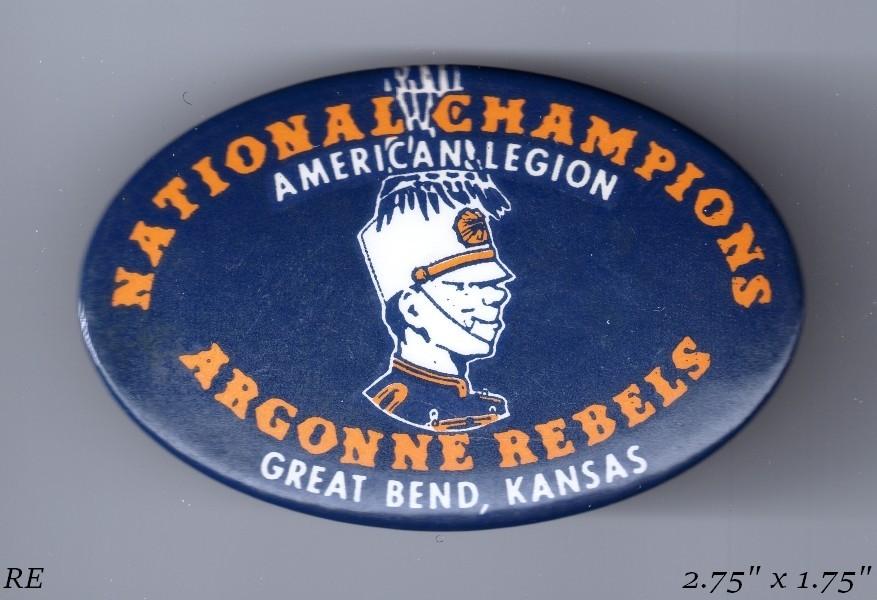 NATIONAL CHAMPIONS
AMERICAN LEGION
ARGONNE REBELS
GREAT BEND, KANSAS
RE
2.75" x 1.75"